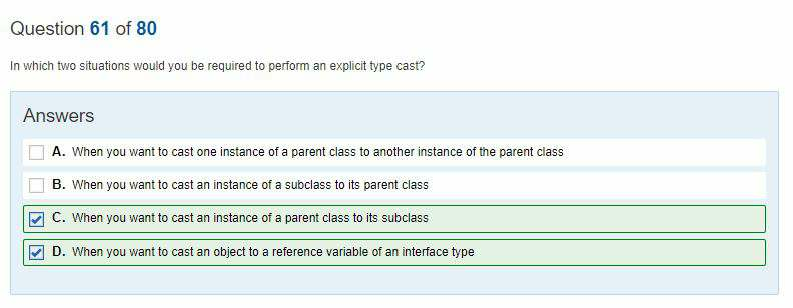 Question 61 of 80
In which two situations would you be required to perform an explicit type cast?
Answers
A. When you want to cast one instance of a parent class to another instance of the parent class
B. When you want to cast an instance of a subclass to its parent class
C. When you want to cast an instance of a parent class to its subclass
D. When you want to cast an object to a reference variable of an interface type